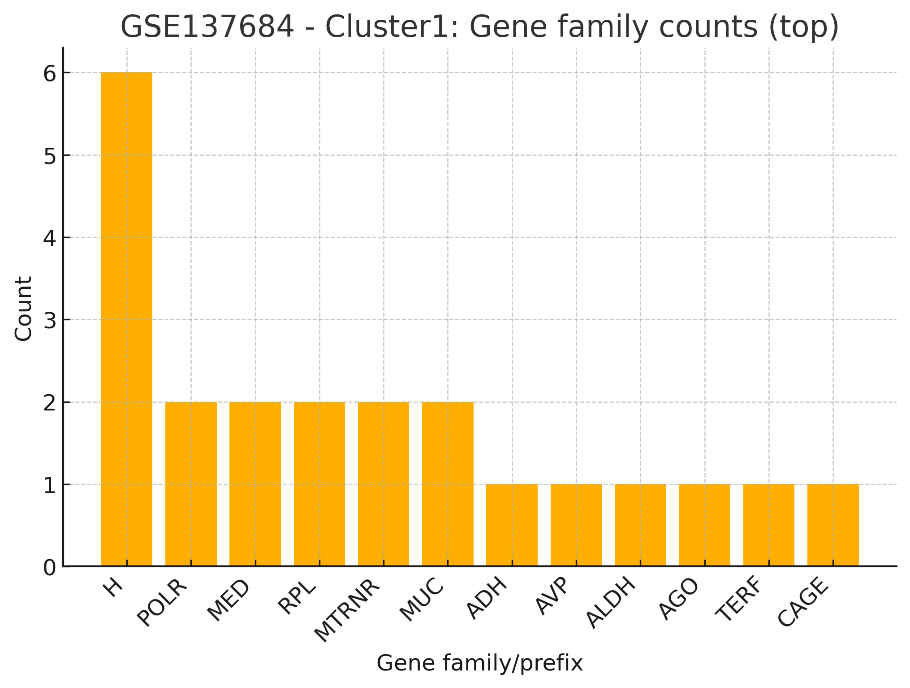 GSE137684 - Cluster1: Gene family counts (top)
6
5
4
3
2
1
0
Count
H
POLR
MED
RPL
MTRNR
MUC
ADH
AVP
ALDH
AGO
TERF
CAGE
Gene family/prefix